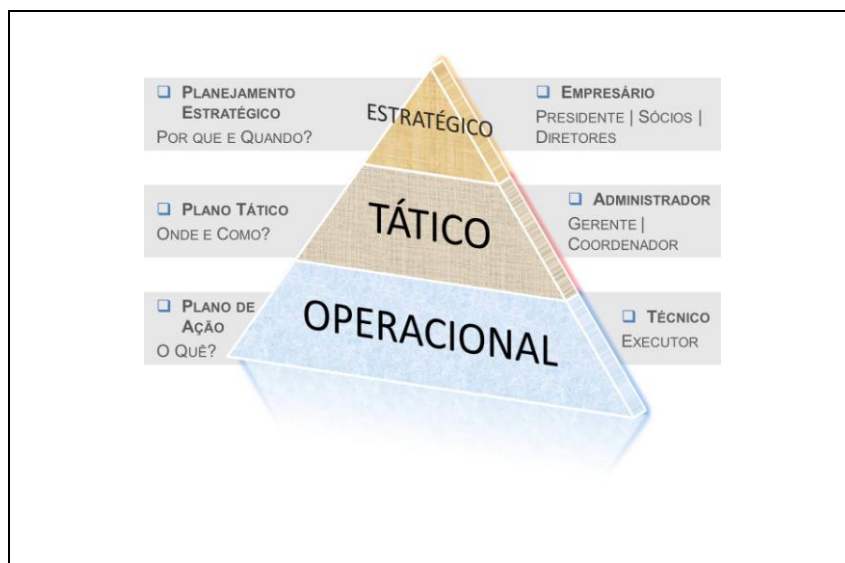 ❑ PLANEJAMENTO
ESTRATÉGICO
POR QUE E QUANDO?
ESTRATÉGICO
❑ EMPRESÁRIO
PRESIDENTE | SÓCIOS |
DIRETORES
❑ PLANO TÁTICO
ONDE E COMO?
TÁTICO
❑ ADMINISTRADOR
GERENTE |
COORDENADOR
❑ PLANO DE
AÇÃO
O QUÊ?
OPERACIONAL
❑ TÉCNICO
EXECUTOR